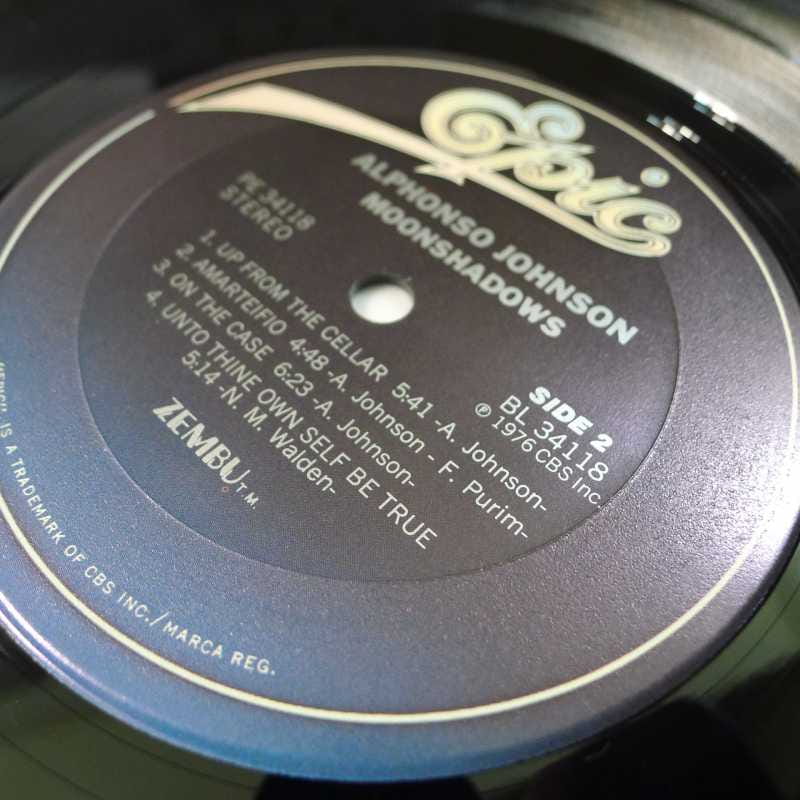 Epic®
ALPHONSO JOHNSON
MOONSHADOWS
PE 34118
STEREO
SIDE 2
BL 34118
℗ 1976 CBS Inc.
1. UP FROM THE CELLAR 5:41 -A. Johnson-
2. AMARTEIFIO 4:48 -A. Johnson - F. Purim-
3. ON THE CASE 6:23 -A. Johnson-
4. UNTO THINE OWN SELF BE TRUE
5:14 -N. M. Walden-
ZEMBU T.M.
IS A TRADEMARK OF CBS INC./MARCA REG.